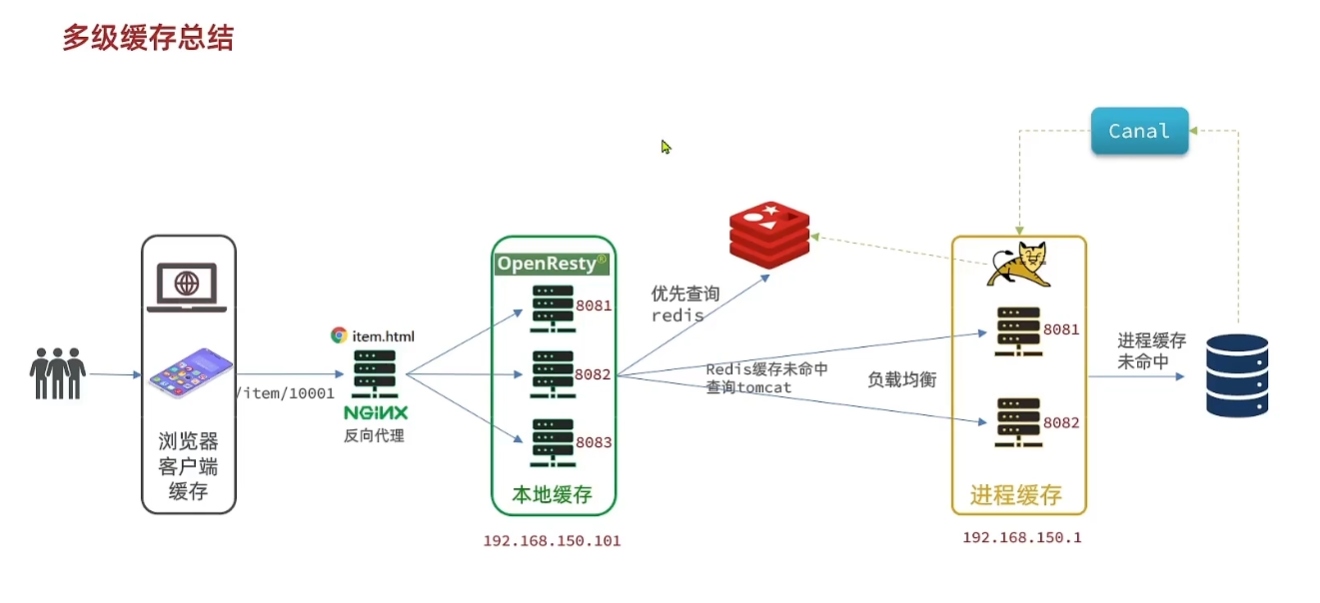 多级缓存总结
Canal
OpenResty®
8081
优先查询
redis
8081
item.html
8082
Redis缓存未命中
查询tomcat
负载均衡
进程缓存
未命中
/item/10001
NGiNX
反向代理
8083
8082
浏览器
客户端
缓存
本地缓存
进程缓存
192.168.150.101
192.168.150.1